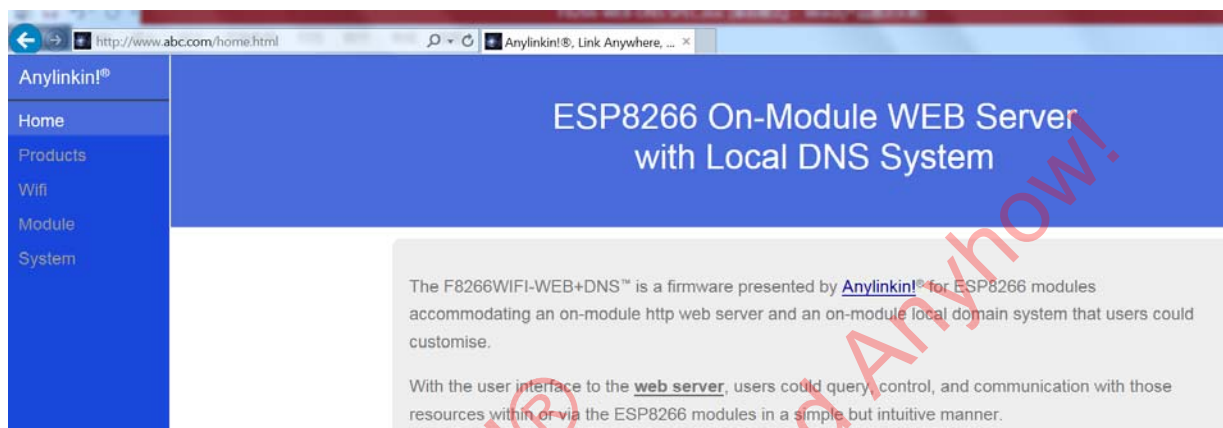 http://www.abc.com/home.html
Anylinkin!®, Link Anywhere, ... ×
Anylinkin!®
Home
Products
Wifi
Module
System
ESP8266 On-Module WEB Server
with Local DNS System
The F8266WIFI-WEB+DNS™ is a firmware presented by Anylinkin!® for ESP8266 modules
accommodating an on-module http web server and an on-module local domain system that users could
customise.
With the user interface to the web server, users could query, control, and communication with those
resources within or via the ESP8266 modules in a simple but intuitive manner.
® d Anyhow!